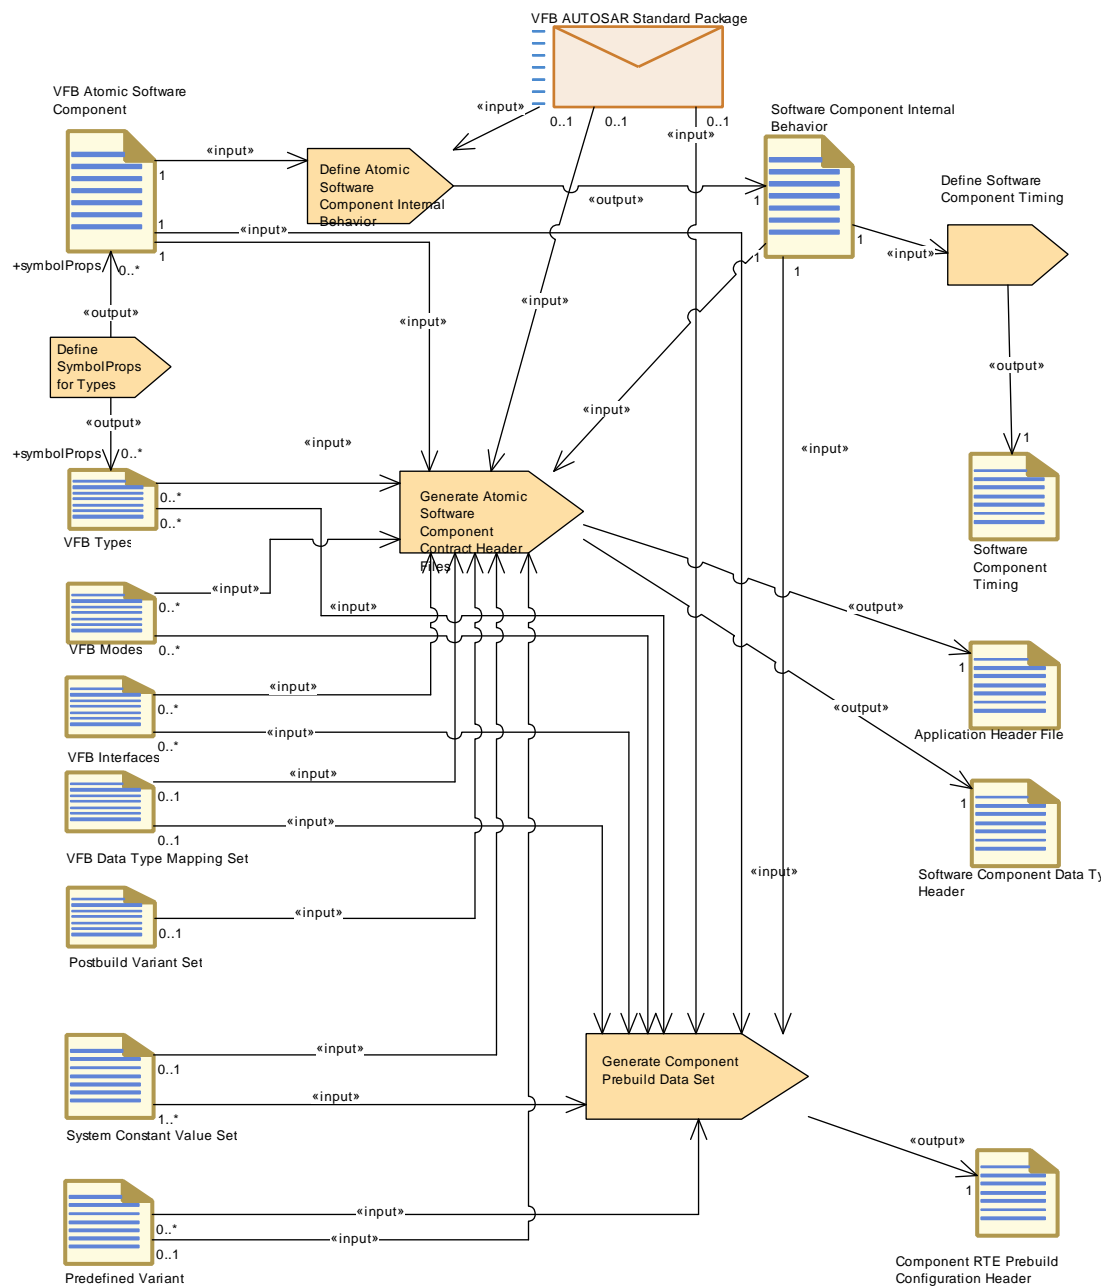 VFB AUTOSAR Standard Package
VFB Atomic Software
Component
«input»
0..1
0..1
0..1
«input»
Software Component Internal
Behavior
«input»
1
Define Atomic
Software
Component Internal
Behavior
«output»
1
Define Software
Component Timing
1
«input»
1
«input»
1
1
«input»
1
+symbolProps
0..*
«output»
«input»
«input»
Define
SymbolProps
for Types
«output»
«output»
«input»
+symbolProps
0..*
«input»
«input»
1
0..*
0..*
VFB Types
Generate Atomic
Software
Component
Contract Header
Files
Software
Component
Timing
«input»
0..*
«input»
«output»
VFB Modes
0..*
1
«input»
0..*
«output»
Application Header File
«input»
0..*
VFB Interfaces
«input»
0..1
1
«input»
0..1
VFB Data Type Mapping Set
«input»
Software Component Data Ty
Header
«input»
0..1
Postbuild Variant Set
«input»
0..1
Generate Component
Prebuild Data Set
«input»
1..*
System Constant Value Set
«output»
1
«input»
0..*
«input»
0..1
Predefined Variant
Component RTE Prebuild
Configuration Header